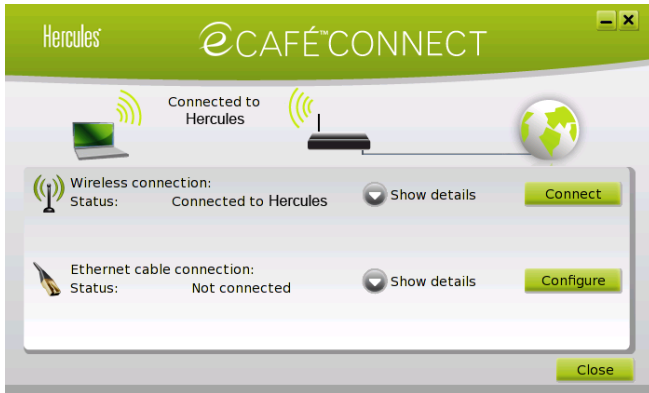 Hercules
eCAFÉ™CONNECT
Connected to
Hercules
Wireless connection:
Status: Connected to Hercules
Show details
Connect
Ethernet cable connection:
Status: Not connected
Show details
Configure
Close